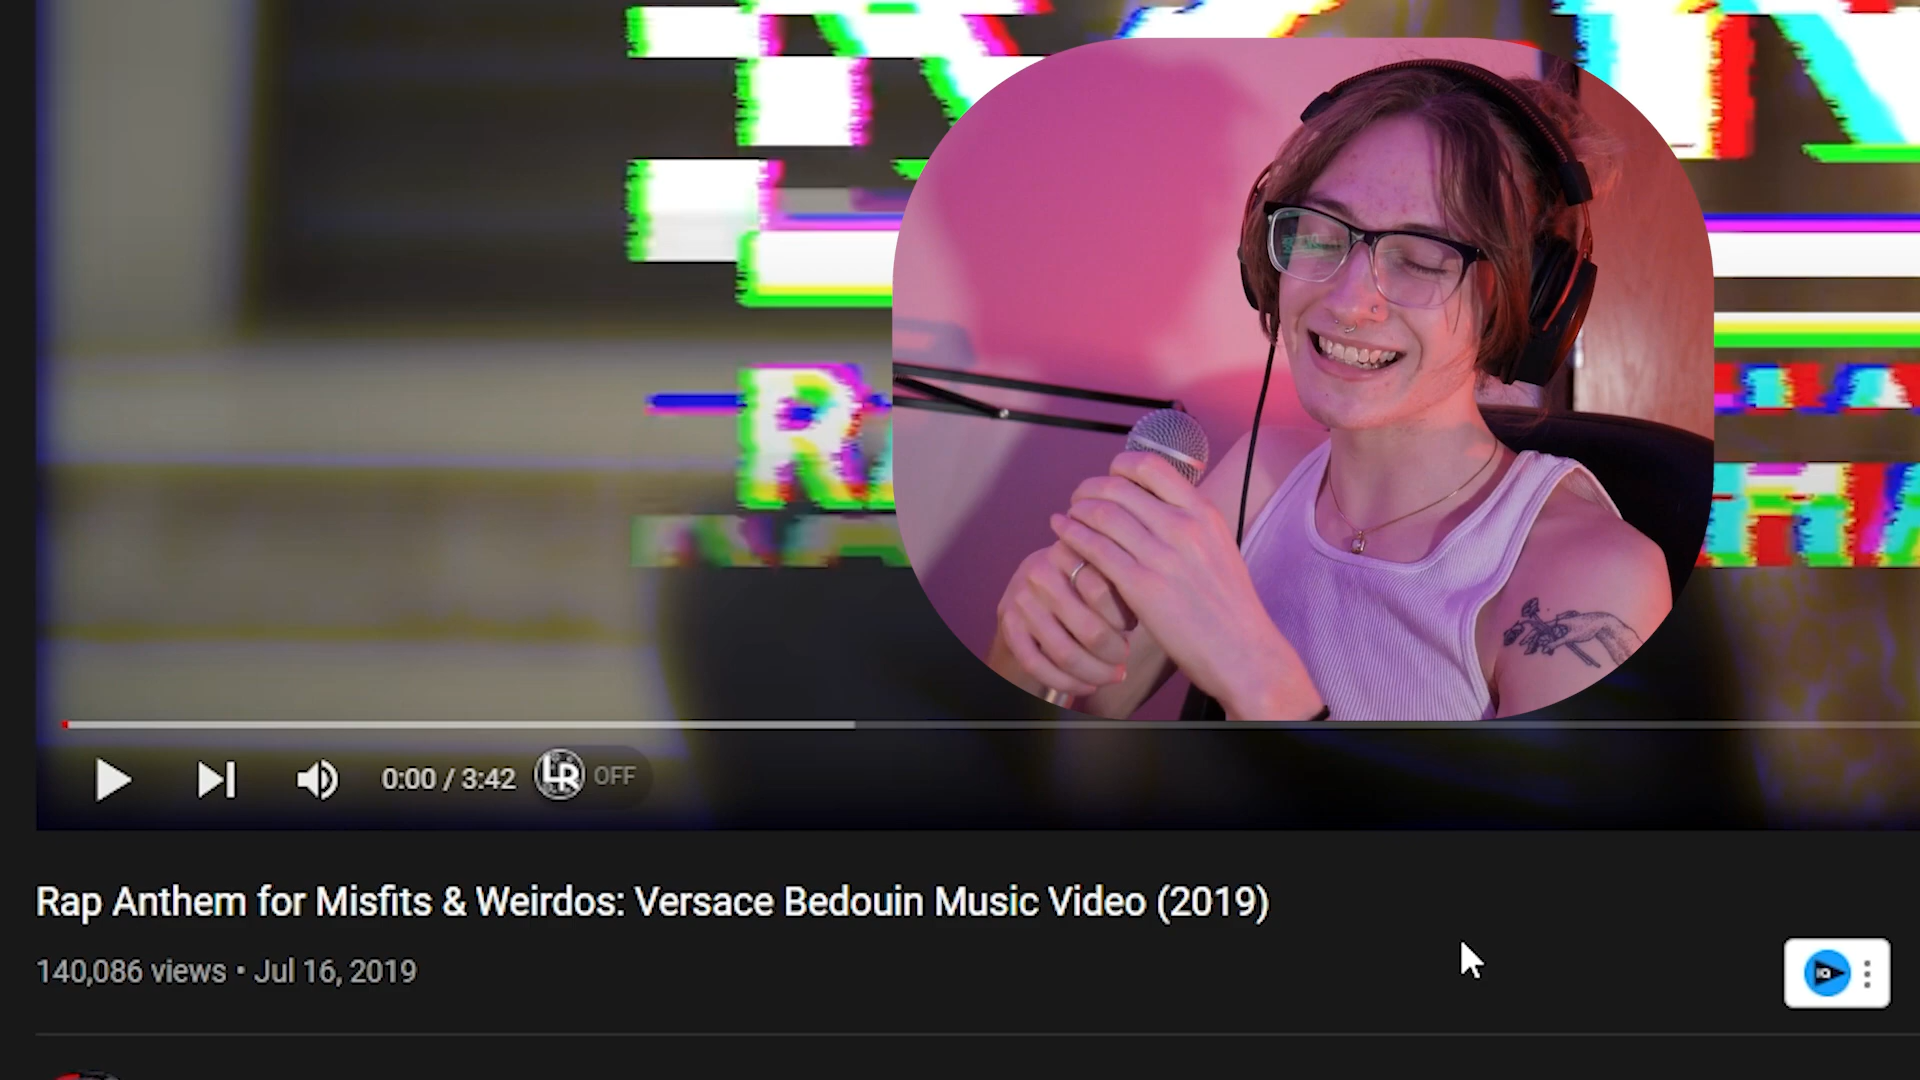 0:00 / 3:42 LR OFF
Rap Anthem for Misfits & Weirdos: Versace Bedouin Music Video (2019)
140,086 views • Jul 16, 2019